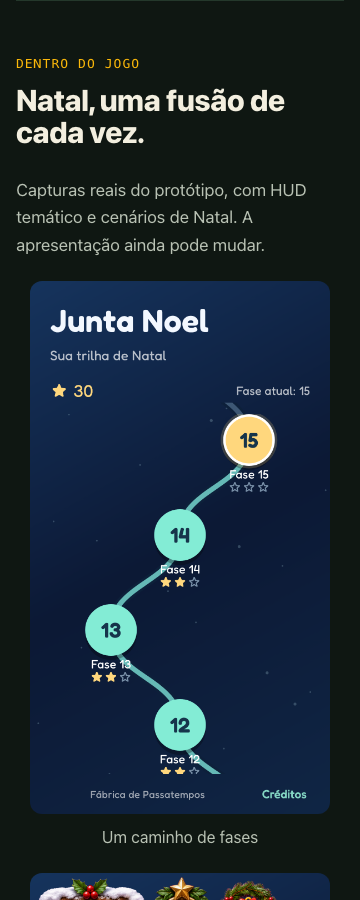 DENTRO DO JOGO
Natal, uma fusão de
cada vez.
Capturas reais do protótipo, com HUD
temático e cenários de Natal. A
apresentação ainda pode mudar.
Junta Noel
Sua trilha de Natal
30
Fase atual: 15
15
Fase 15
14
Fase 14
13
Fase 13
12
Fase 12
Fábrica de Passatempos
Créditos
Um caminho de fases